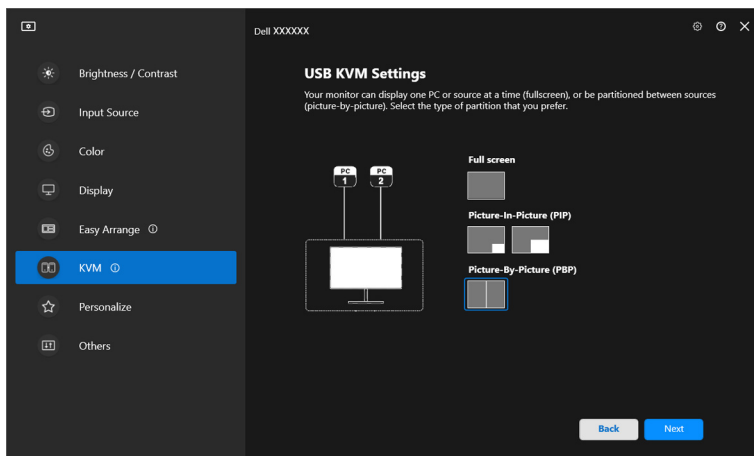 Dell XXXXXX
Brightness / Contrast
Input Source
Color
Display
Easy Arrange
KVM
Personalize
Others
USB KVM Settings
Your monitor can display one PC or source at a time (fullscreen), or be partitioned between sources
(picture-by-picture). Select the type of partition that you prefer.
PC
1
PC
2
Full screen
Picture-In-Picture (PIP)
Picture-By-Picture (PBP)
Back
Next